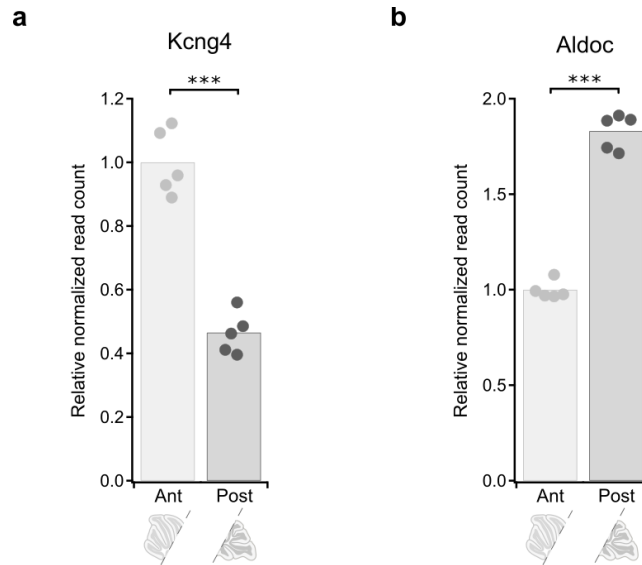 a
Kcng4
***
Relative normalized read count
1.2
1.0
0.8
0.6
0.4
0.2
0.0
Ant Post
b
Aldoc
***
Relative normalized read count
2.0
1.5
1.0
0.5
0.0
Ant Post